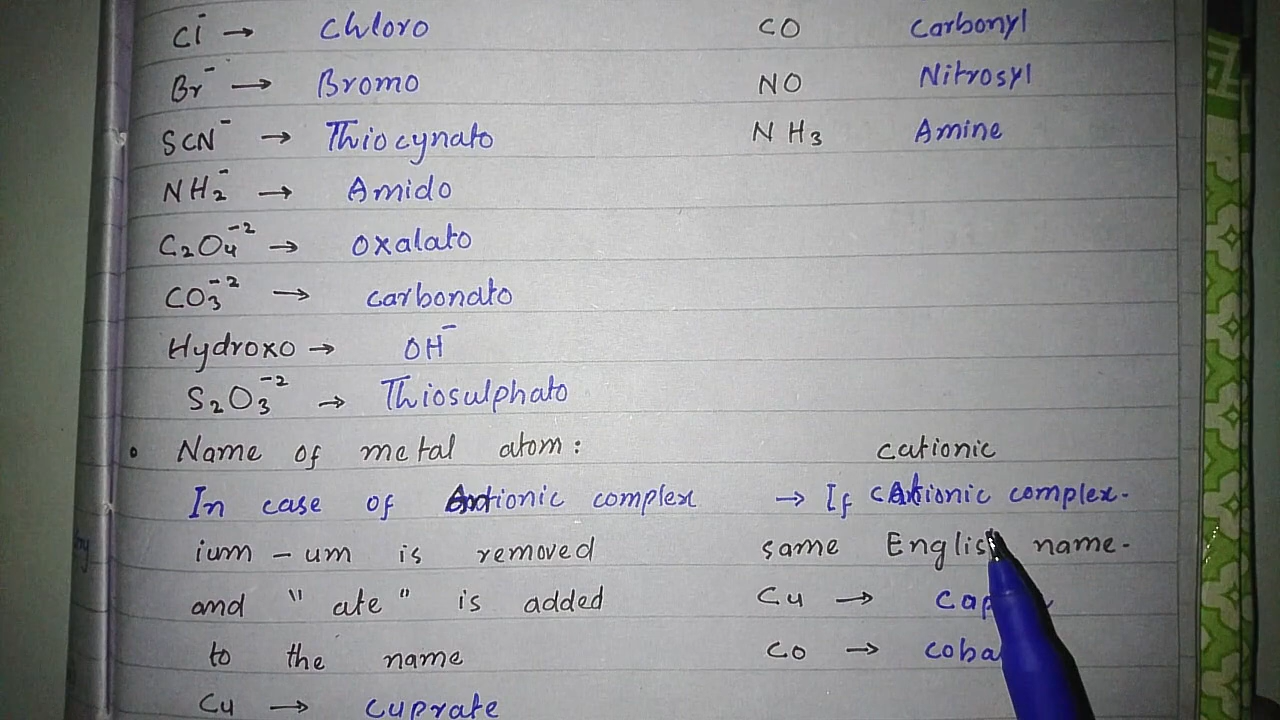 Cl⁻ → Chloro CO Carbonyl
Br⁻ → Bromo NO Nitrosyl
SCN⁻ → Thiocynato NH₃ Amine
NH₂⁻ → Amido
C₂O₄⁻² → Oxalato
CO₃⁻² → carbonato
Hydroxo → OH⁻
S₂O₃⁻² → Thiosulphato
• Name of metal atom: cationic
In case of complex → If cationic complex.
ium - um is removed same English name.
and "ate" is added Cu →
to the name Co →
Cu → Cuprate